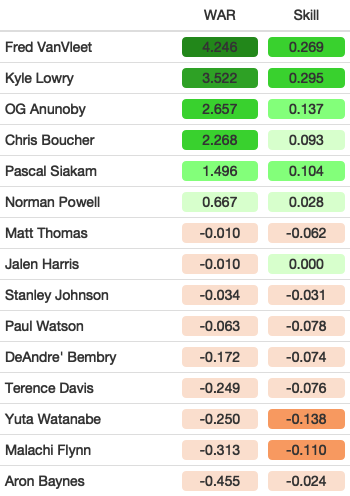 WAR Skill
Fred VanVleet 4.246 0.269
Kyle Lowry 3.522 0.295
OG Anunoby 2.657 0.137
Chris Boucher 2.268 0.093
Pascal Siakam 1.496 0.104
Norman Powell 0.667 0.028
Matt Thomas -0.010 -0.062
Jalen Harris -0.010 0.000
Stanley Johnson -0.034 -0.031
Paul Watson -0.063 -0.078
DeAndre' Bembry -0.172 -0.074
Terence Davis -0.249 -0.076
Yuta Watanabe -0.250 -0.138
Malachi Flynn -0.313 -0.110
Aron Baynes -0.455 -0.024